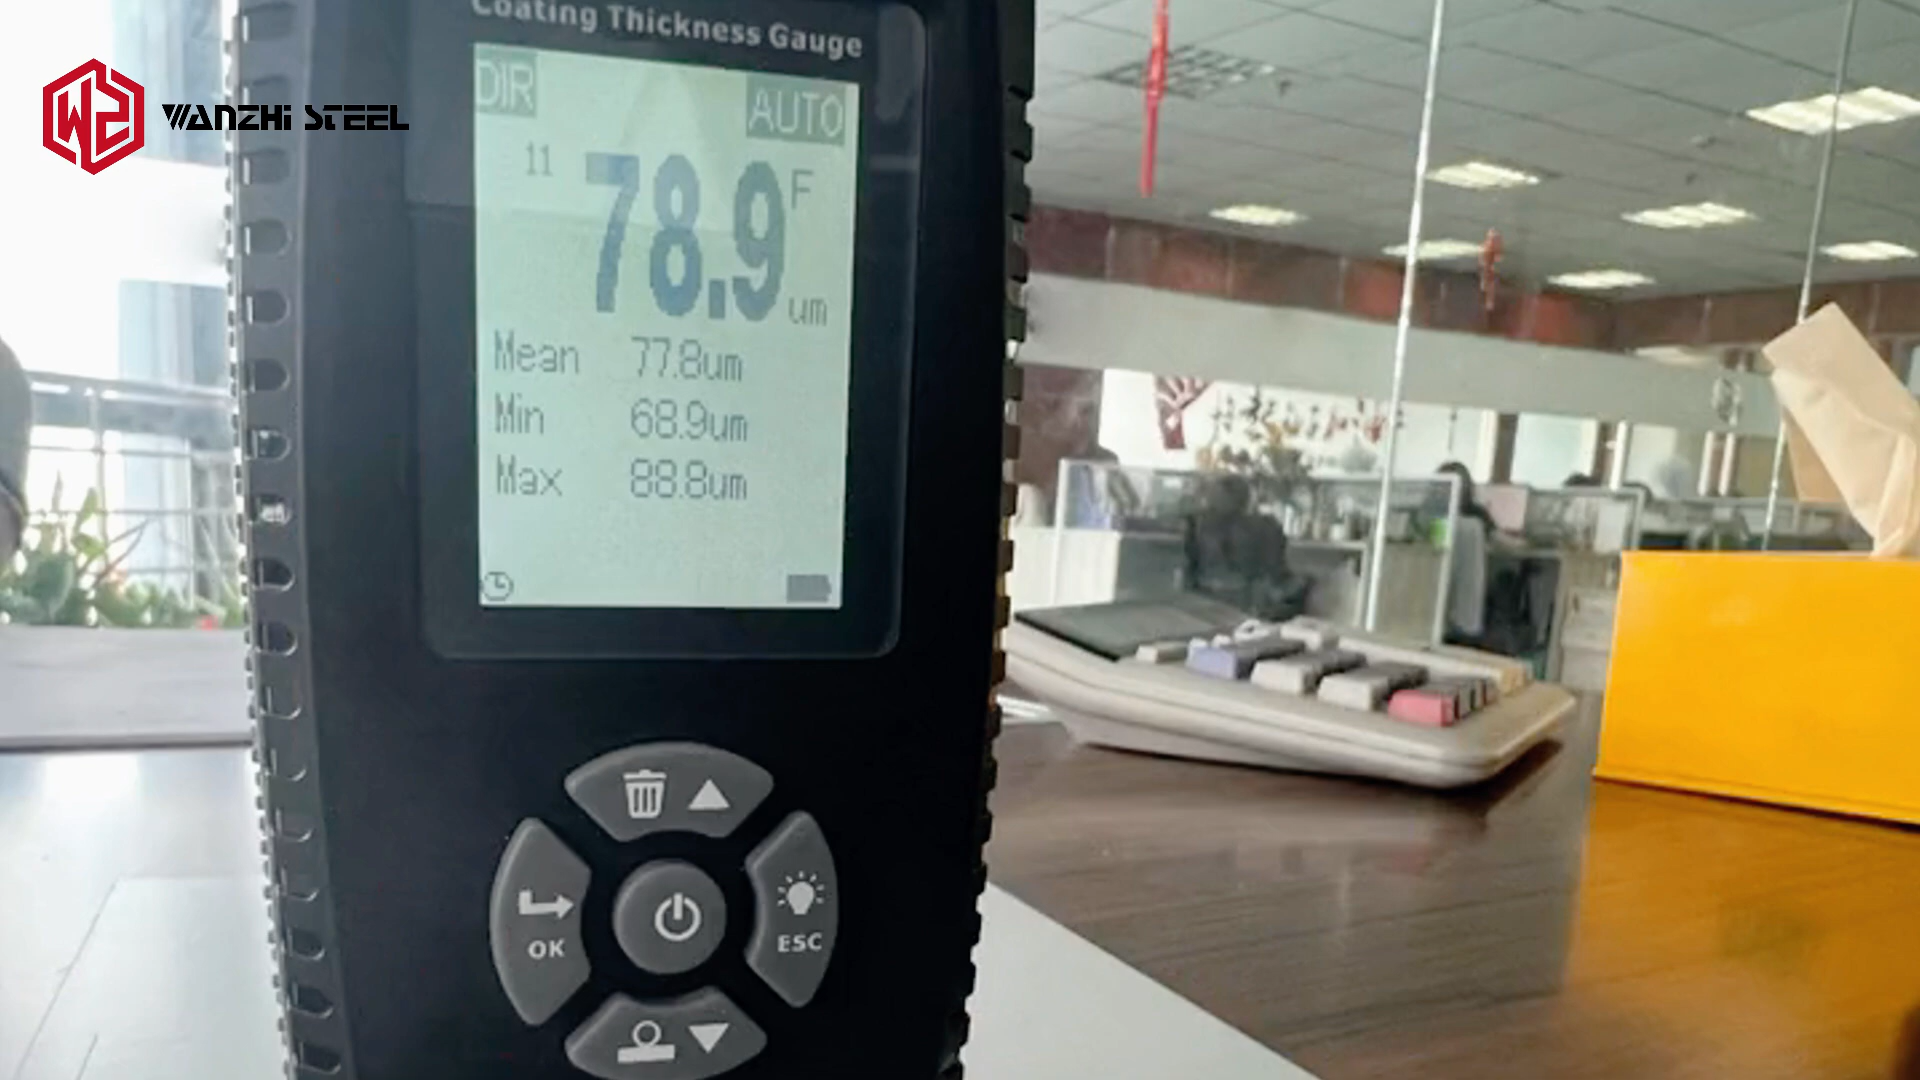 WANZHI STEEL
Coating Thickness Gauge
DIR
AUTO
11
78.9
F
um
Mean 77.8um
Min 68.9um
Max 88.8um
OK
ESC